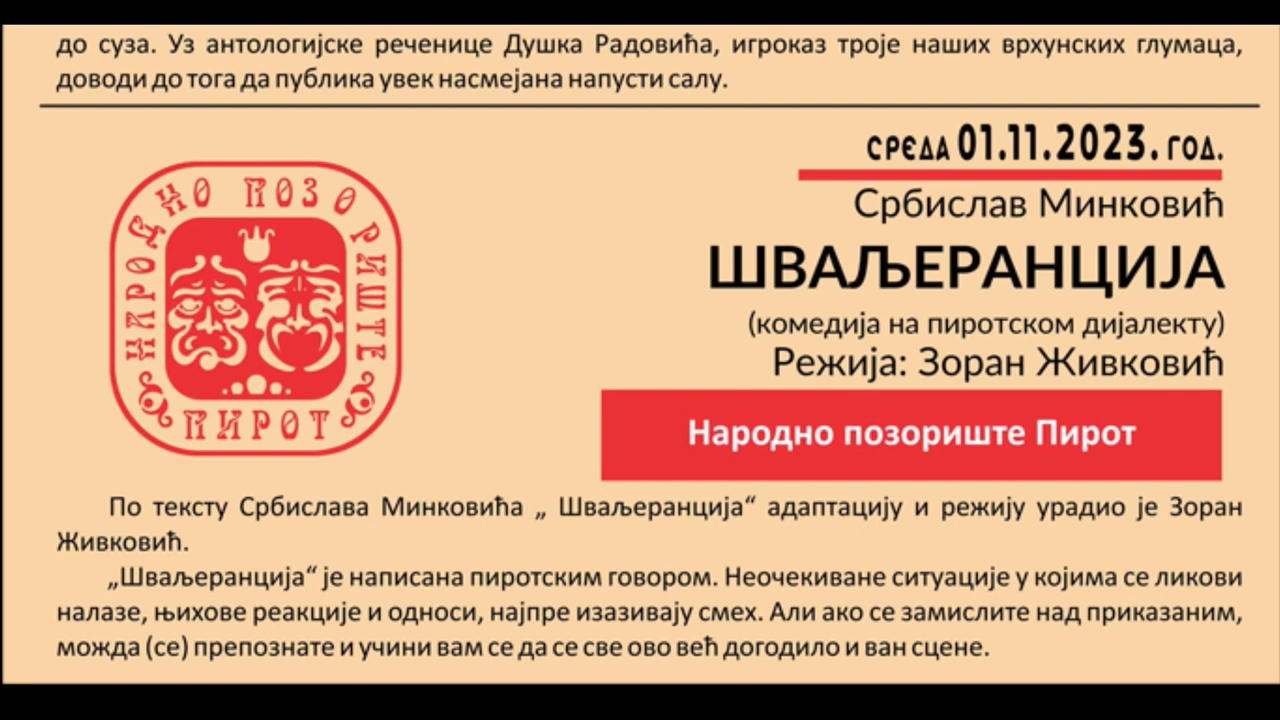 до суза. Уз антологијске реченице Душка Радовића, игроказ троје наших врхунских глумаца,
доводи до тога да публика увек насмејана напусти салу.
НАРОДНО ПОЗОРИШТЕ
ПИРОТ
СРЕДА 01.11.2023. ГОД.
Србислав Минковић
ШВАЉЕРАНЦИЈА
(комедија на пиротском дијалекту)
Режија: Зоран Живковић
Народно позориште Пирот
По тексту Србислава Минковића „ Шваљеранција“ адаптацију и режију урадио је Зоран
Живковић.
„Шваљеранција“ је написана пиротским говором. Неочекиване ситуације у којима се ликови
налазе, њихове реакције и односи, најпре изазивају смех. Али ако се замислите над приказаним,
можда (се) препознате и учини вам се да се све ово већ догодило и ван сцене.